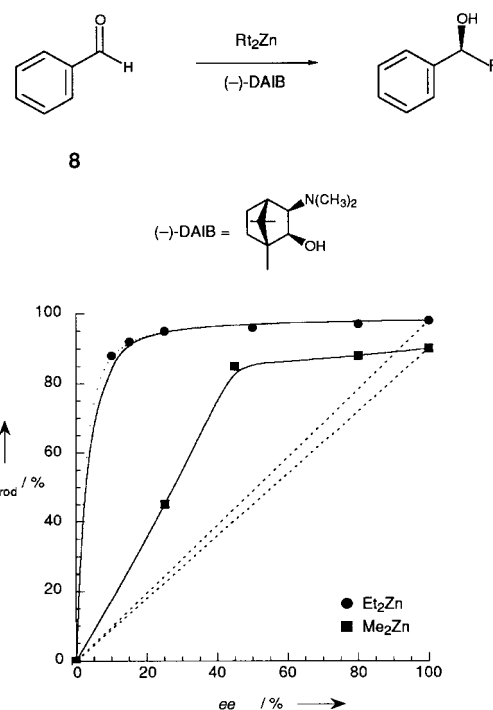 O
H
Rt₂Zn
(–)-DAIB
OH
8
(–)-DAIB =
N(CH₃)₂
OH
100
80
60
40
20
0
rod / %
Et₂Zn
Me₂Zn
0 20 40 60 80 100
ee / %